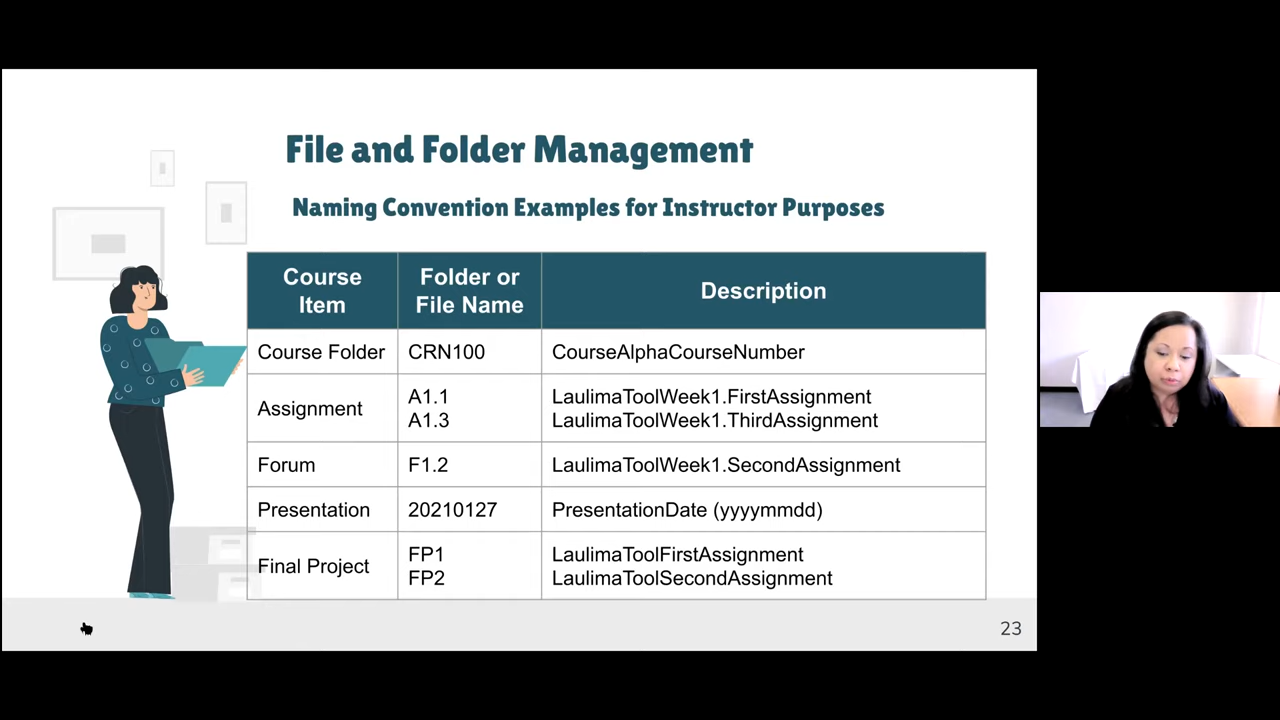 File and Folder Management
Naming Convention Examples for Instructor Purposes
Course Item
Folder or File Name
Description
Course Folder
CRN100
CourseAlphaCourseNumber
Assignment
A1.1
A1.3
LaulimaToolWeek1.FirstAssignment
LaulimaToolWeek1.ThirdAssignment
Forum
F1.2
LaulimaToolWeek1.SecondAssignment
Presentation
20210127
PresentationDate (yyyymmdd)
Final Project
FP1
FP2
LaulimaToolFirstAssignment
LaulimaToolSecondAssignment
23